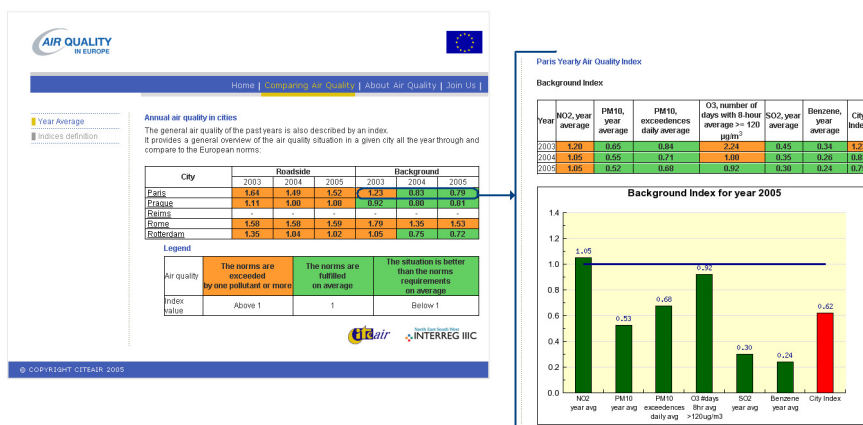 AIR QUALITY
IN EUROPE
Home | Comparing Air Quality | About Air Quality | Join Us |
Year Average
Indices definition
Annual air quality in cities
The general air quality of the past years is also described by an index.
It provides a general overview of the air quality situation in a given city all the year through and
compare to the European norms:
City Roadside Background
2003 2004 2005 2003 2004 2005
Paris 1.64 1.49 1.52 1.23 0.83 0.79
Prague 1.11 1.00 1.08 0.92 0.80 0.81
Reims - - - - - -
Rome 1.58 1.58 1.59 1.79 1.35 1.53
Rotterdam 1.35 1.04 1.02 1.05 0.75 0.72
Legend
Air quality
The norms are
exceeded
by one pollutant or more
The norms are
fulfilled
on average
The situation is better
than the norms
requirements
on average
Index
value
Above 1
1
Below 1
citeair
North East South West
INTERREG IIIC
© COPYRIGHT CITEAIR 2005
Paris Yearly Air Quality Index
Background Index
Year
NO2, year
average
PM10,
year
average
PM10,
exceedences
daily average
O3, number of
days with 8-hour
average >= 120
µg/m3
SO2, year
average
Benzene,
year
average
City
Index
2003 1.20 0.65 0.84 2.24 0.45 0.34
2004 1.05 0.55 0.71 1.00 0.35 0.26
2005 1.05 0.52 0.68 0.92 0.30 0.24
Background Index for year 2005
1.4
1.2
1.0
0.8
0.6
0.4
0.2
0.0
1.05
0.53
0.68
0.92
0.30
0.24
0.62
NO2
year avg
PM10
year avg
PM10
exceedences
daily avg
O3 #days
8hr avg
>120ug/m3
SO2
year avg
Benzene
year avg
City Index